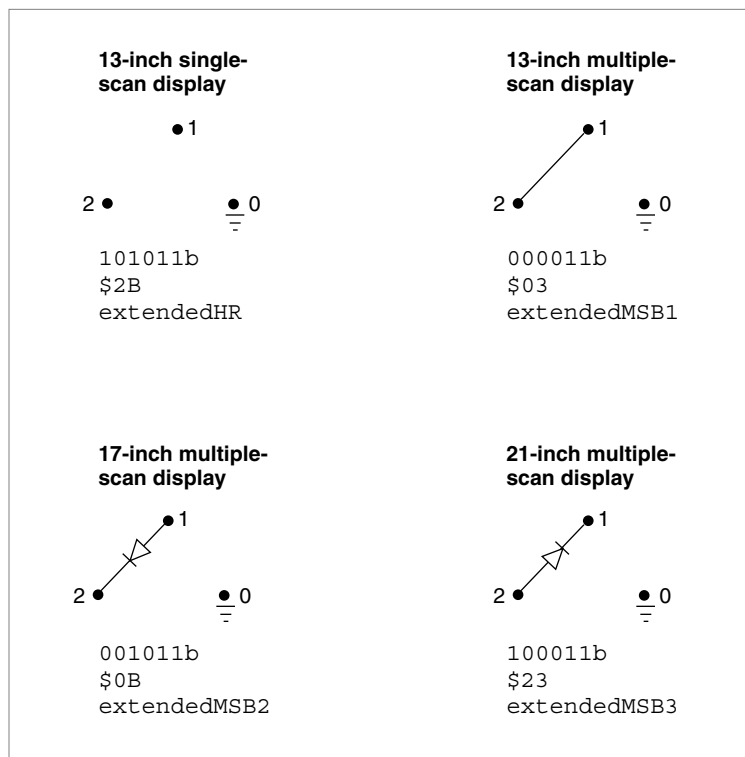 13-inch single-
scan display
1
2
0
101011b
$2B
extendedHR
13-inch multiple-
scan display
1
2
0
000011b
$03
extendedMSB1
17-inch multiple-
scan display
1
2
0
001011b
$0B
extendedMSB2
21-inch multiple-
scan display
1
2
0
100011b
$23
extendedMSB3